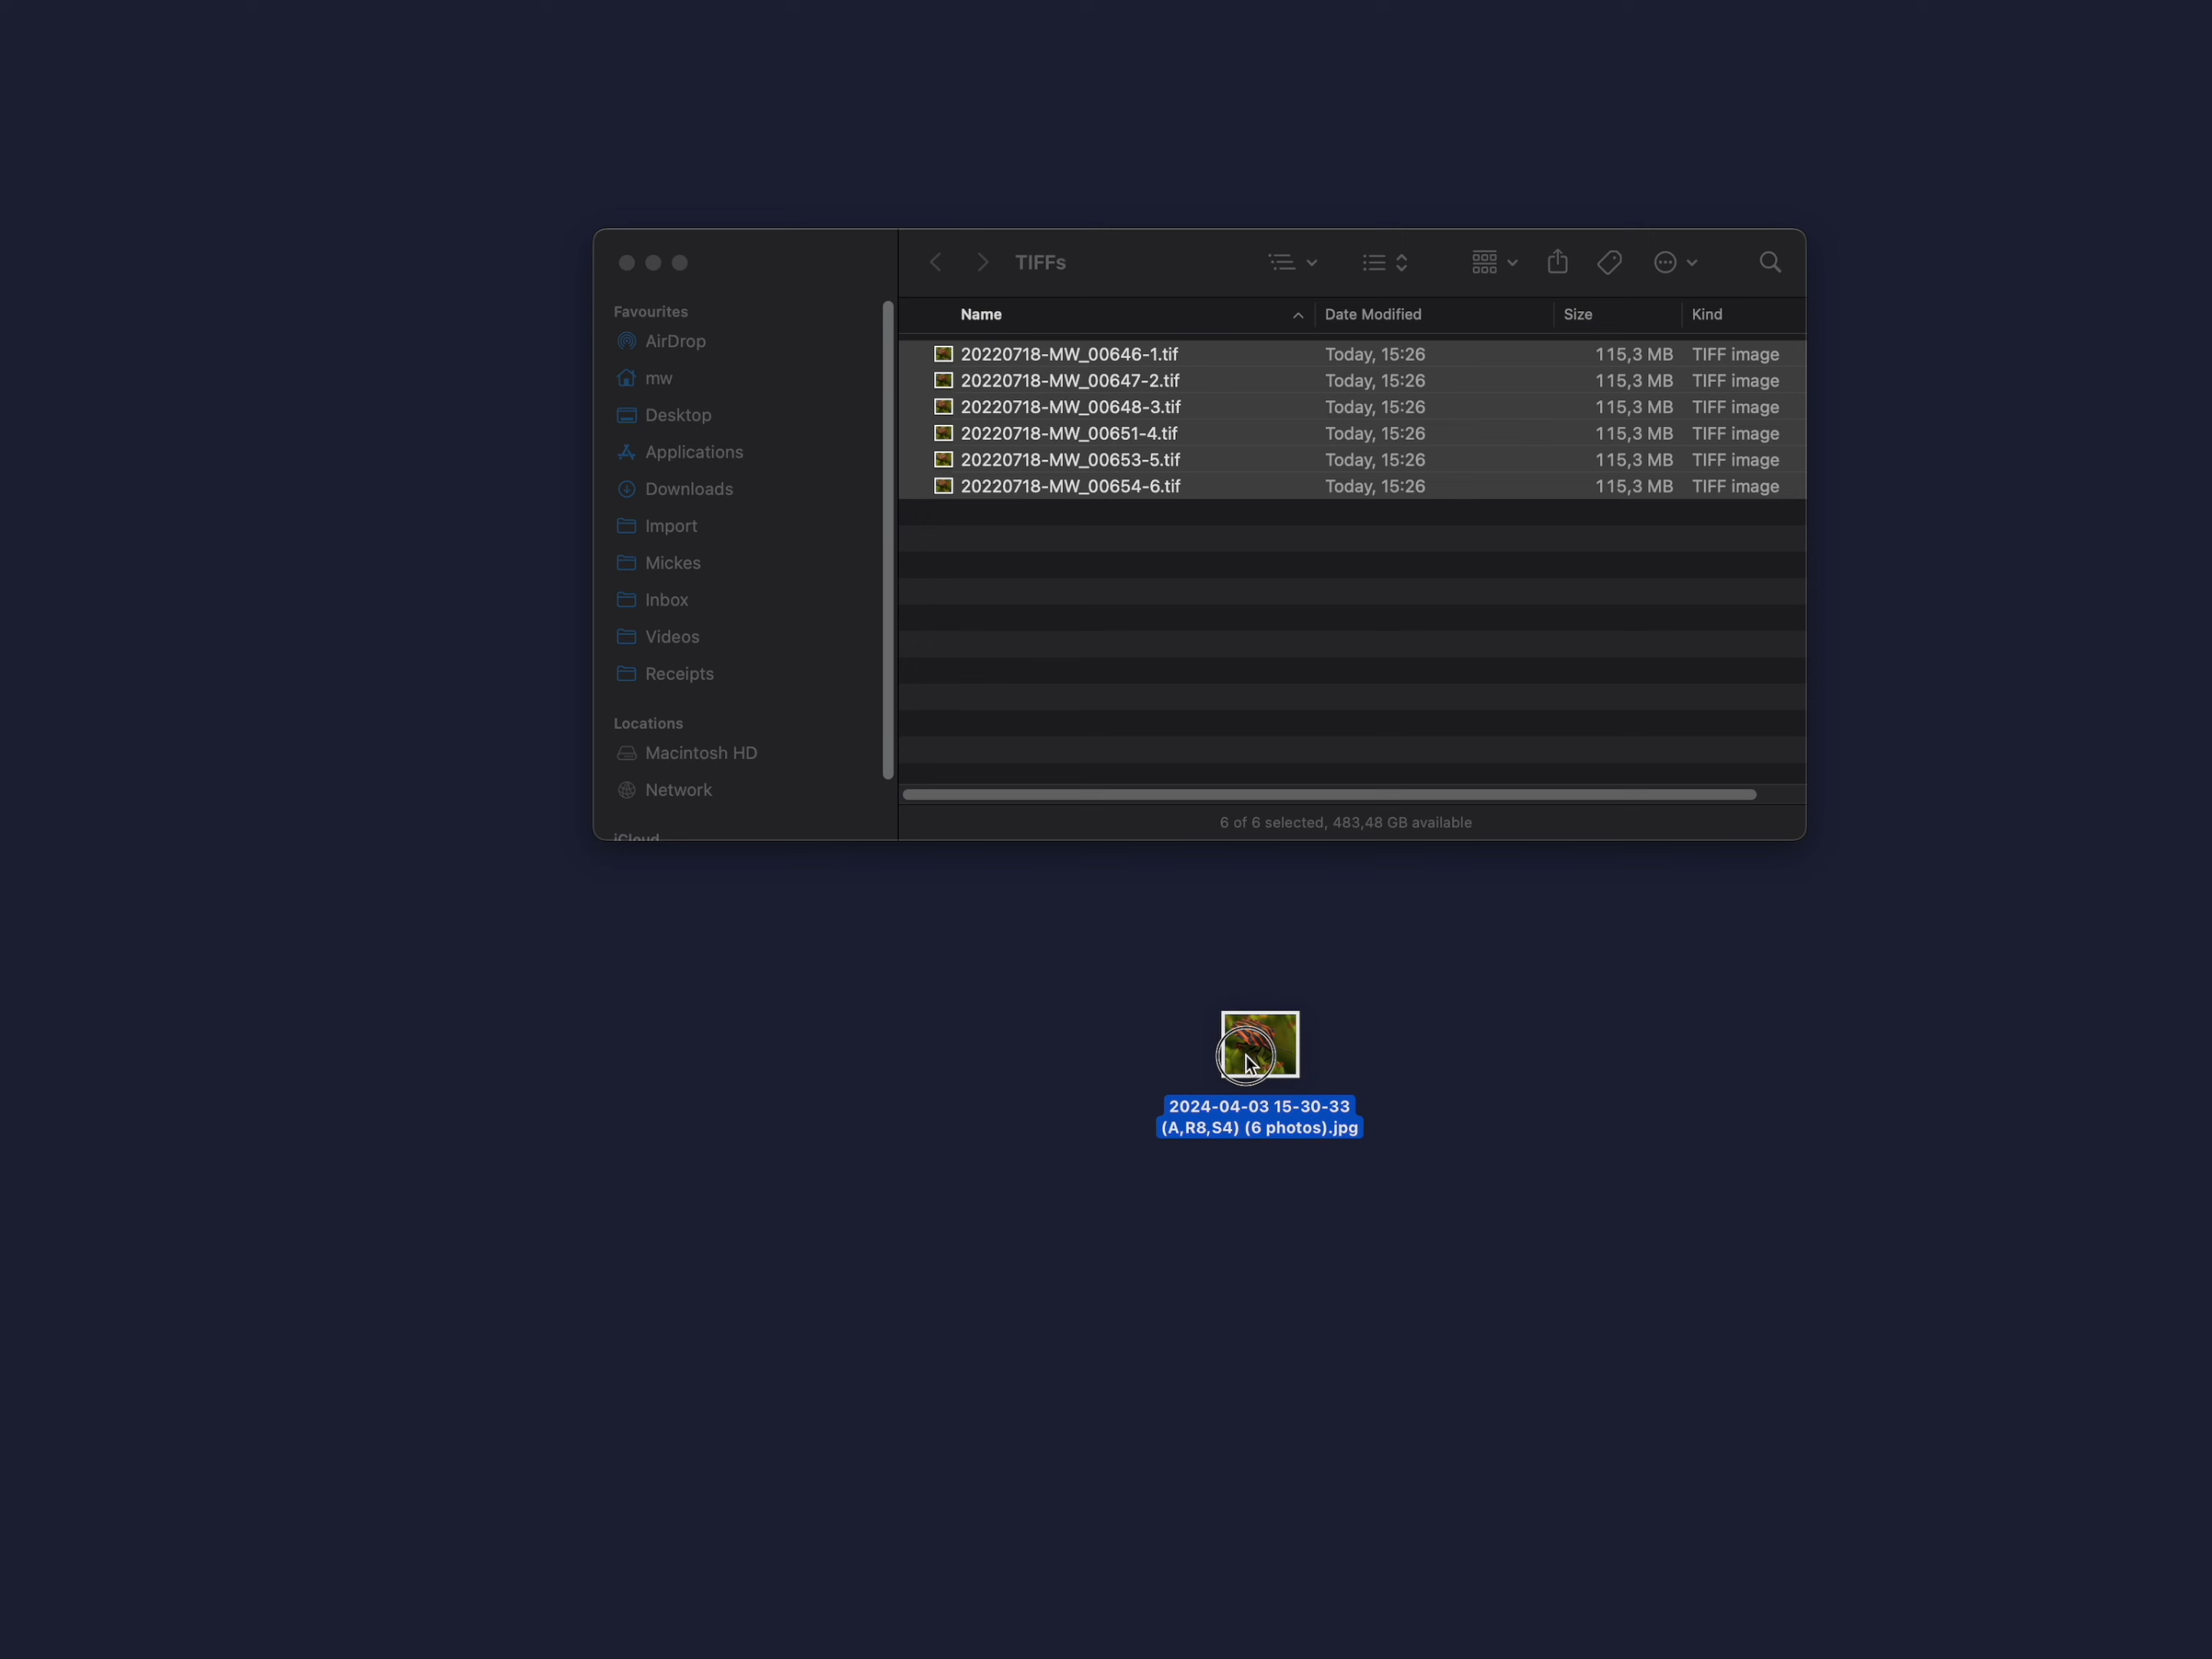 TIFFs
Favourites
AirDrop
mw
Desktop
Applications
Downloads
Import
Mickes
Inbox
Videos
Receipts
Locations
Macintosh HD
Network
iCloud
Name Date Modified Size Kind
20220718-MW_00646-1.tif Today, 15:26 115,3 MB TIFF image
20220718-MW_00647-2.tif Today, 15:26 115,3 MB TIFF image
20220718-MW_00648-3.tif Today, 15:26 115,3 MB TIFF image
20220718-MW_00651-4.tif Today, 15:26 115,3 MB TIFF image
20220718-MW_00653-5.tif Today, 15:26 115,3 MB TIFF image
20220718-MW_00654-6.tif Today, 15:26 115,3 MB TIFF image
6 of 6 selected, 483,48 GB available
2024-04-03 15-30-33
(A,R8,S4) (6 photos).jpg